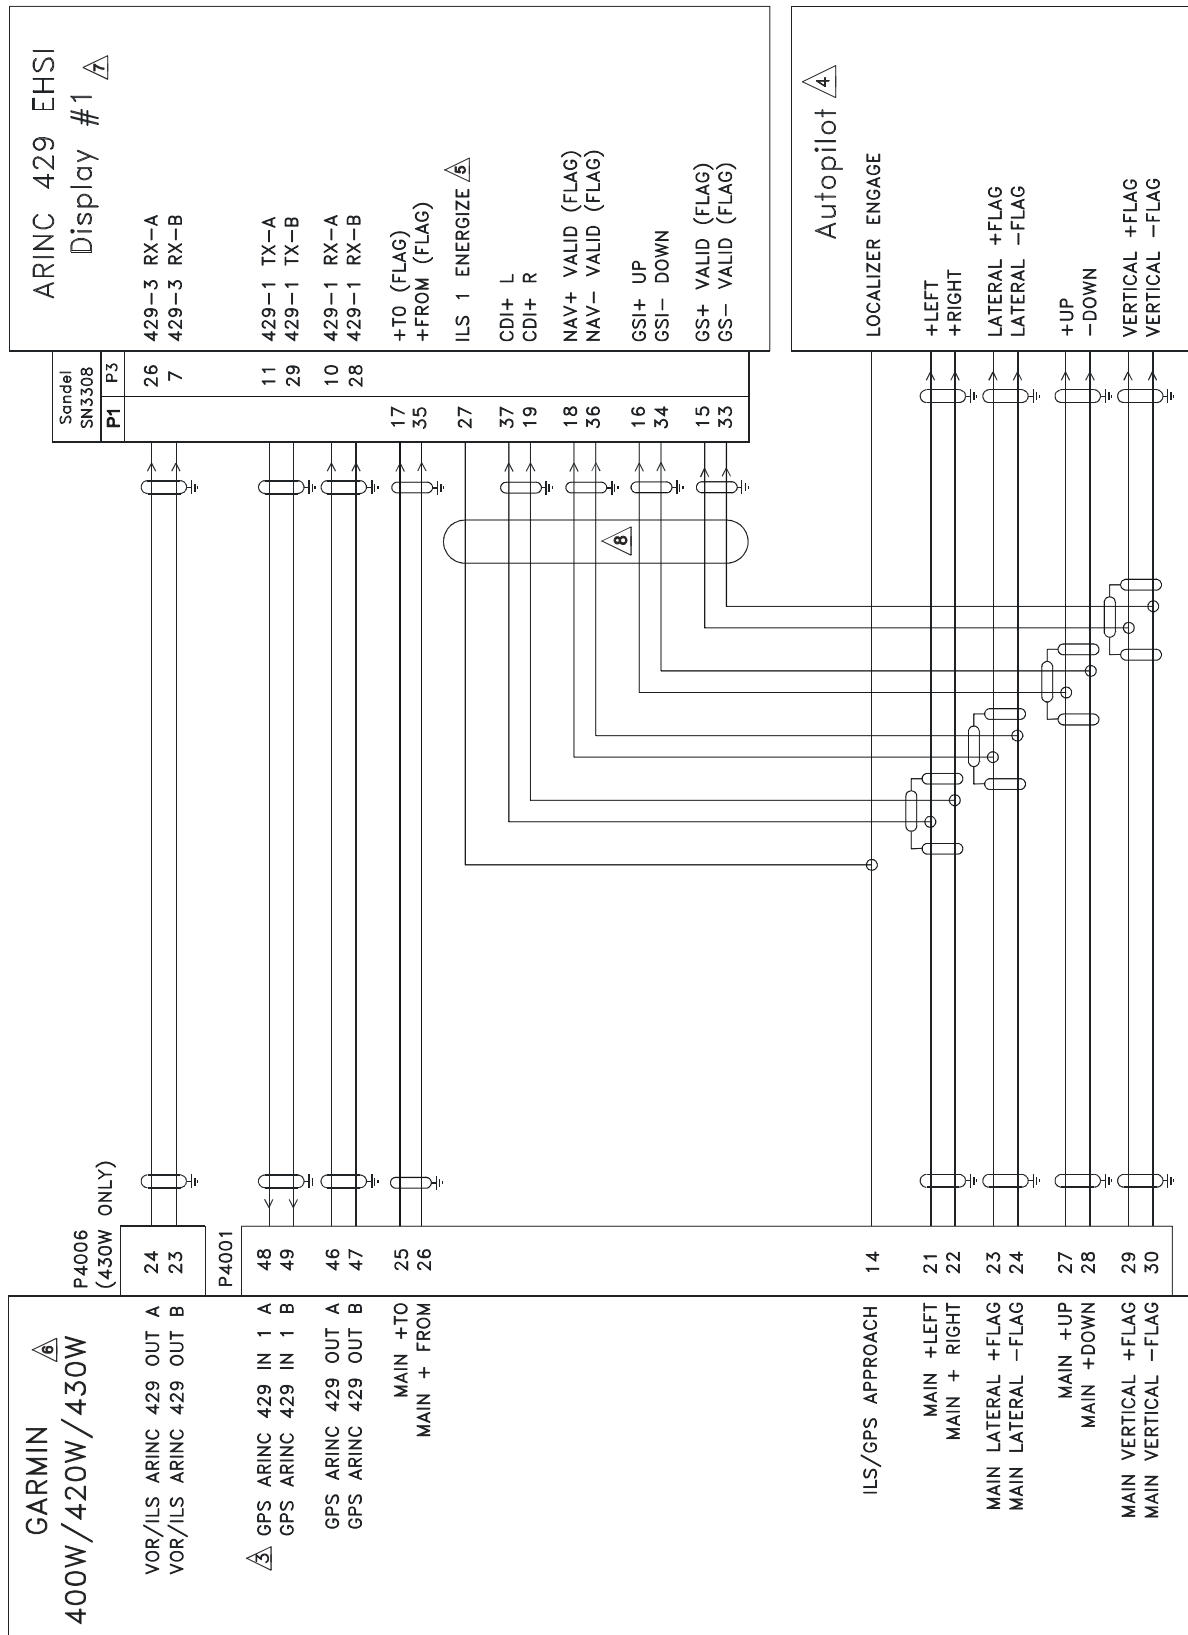 GARMIN
400W/420W/430W
6
P4006
(430W ONLY)
VOR/ILS ARINC 429 OUT A 24
VOR/ILS ARINC 429 OUT B 23
P4001
3 GPS ARINC 429 IN 1 A 48
GPS ARINC 429 IN 1 B 49
GPS ARINC 429 OUT A 46
GPS ARINC 429 OUT B 47
MAIN +TO 25
MAIN + FROM 26
ILS/GPS APPROACH 14
MAIN +LEFT 21
MAIN + RIGHT 22
MAIN LATERAL +FLAG 23
MAIN LATERAL -FLAG 24
MAIN +UP 27
MAIN +DOWN 28
MAIN VERTICAL +FLAG 29
MAIN VERTICAL -FLAG 30
8
ARINC 429 EHSI
Display #1 7
Sandel
SN3308
P1 P3
26 429-3 RX-A
7 429-3 RX-B
11 429-1 TX-A
29 429-1 TX-B
10 429-1 RX-A
28 429-1 RX-B
17 +TO (FLAG)
35 +FROM (FLAG)
27 ILS 1 ENERGIZE 5
37 CDI+ L
19 CDI+ R
18 NAV+ VALID (FLAG)
36 NAV- VALID (FLAG)
16 GSI+ UP
34 GSI- DOWN
15 GS+ VALID (FLAG)
33 GS- VALID (FLAG)
Autopilot 4
LOCALIZER ENGAGE
+LEFT
+RIGHT
LATERAL +FLAG
LATERAL -FLAG
+UP
-DOWN
VERTICAL +FLAG
VERTICAL -FLAG